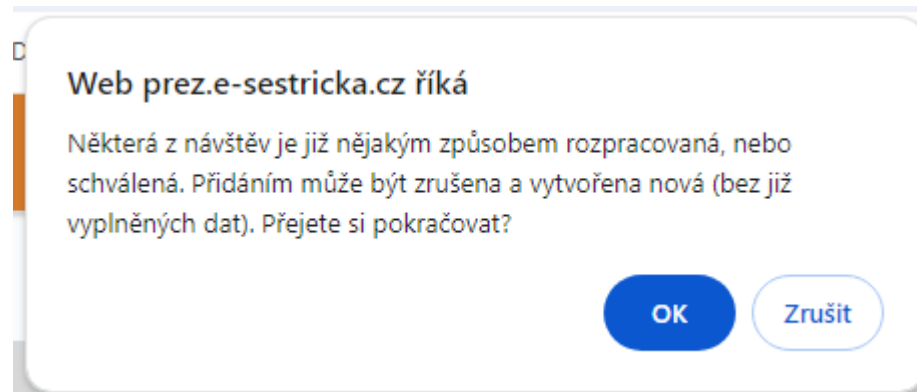 D
Web prez.e-sestricka.cz říká
Některá z návštěv je již nějakým způsobem rozpracovaná, nebo
schválená. Přidáním může být zrušena a vytvořena nová (bez již
vyplněných dat). Přejete si pokračovat?
OK Zrušit